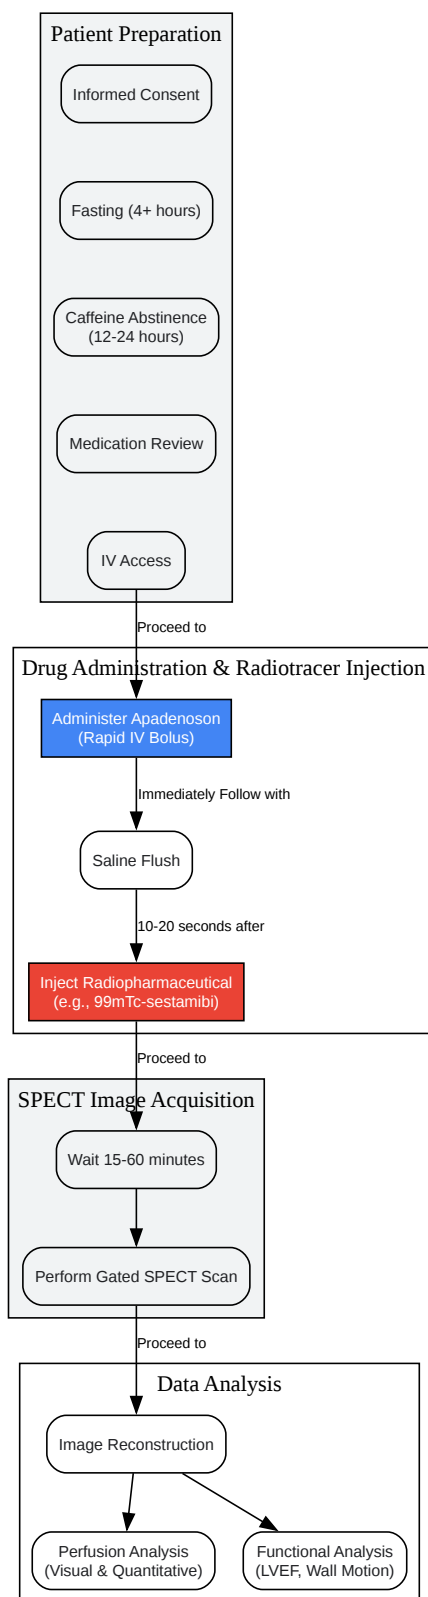 Patient Preparation
Informed Consent
Fasting (4+ hours)
Caffeine Abstinence
(12-24 hours)
Medication Review
IV Access
Proceed to
Drug Administration & Radiotracer Injection
Administer Apadenoson
(Rapid IV Bolus)
Immediately Follow with
Saline Flush
10-20 seconds after
Inject Radiopharmaceutical
(e.g., 99mTc-sestamibi)
Proceed to
SPECT Image Acquisition
Wait 15-60 minutes
Perform Gated SPECT Scan
Proceed to
Data Analysis
Image Reconstruction
Perfusion Analysis
(Visual & Quantitative)
Functional Analysis
(LVEF, Wall Motion)